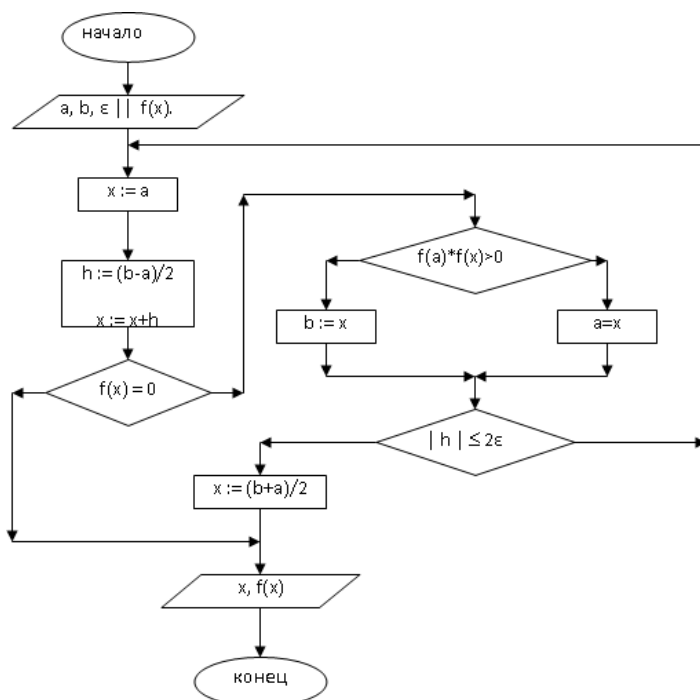 начало
a, b, ε || f(x).
x := a
h := (b-a)/2
x := x+h
f(x) = 0
f(a)*f(x)>0
b := x
a=x
| h | ≤ 2ε
x := (b+a)/2
x, f(x)
конец